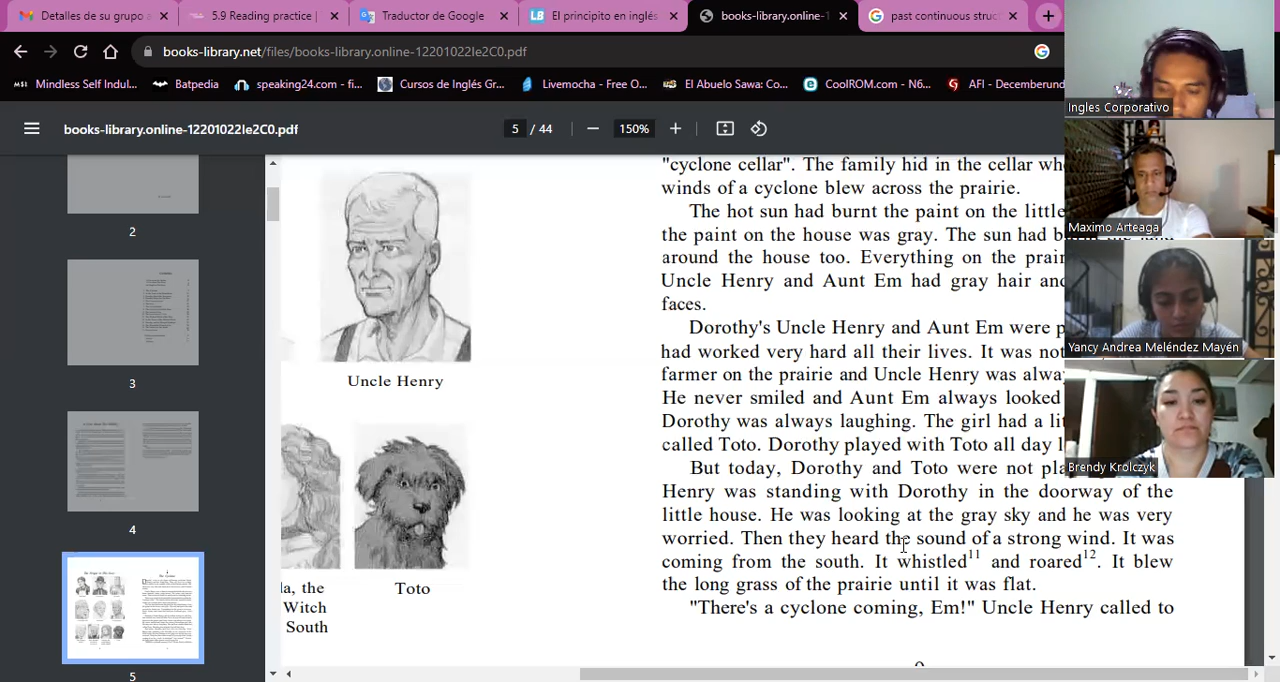 Detalles de su grupo a
5.9 Reading practice |
Traductor de Google
El principito en inglés
books-library.online-1
past continuous struc
books-library.net/files/books-library.online-12201022Ie2C0.pdf
Mindless Self Indul...
Batpedia
speaking24.com - fi...
Cursos de Inglés Gr...
Livemocha - Free O...
El Abuelo Sawa: Co...
CoolROM.com - N6...
AFI - Decemberund
books-library.online-12201022Ie2C0.pdf
5 / 44
150%
2
3
4
5
Uncle Henry
la, the
Witch
South
Toto
"cyclone cellar". The family hid in the cellar
winds of a cyclone blew across the prairie.
The hot sun had burnt the paint on the little
the paint on the house was gray. The sun had
around the house too. Everything on the
Uncle Henry and Aunt Em had gray hair
faces.
Dorothy's Uncle Henry and Aunt Em were
had worked very hard all their lives. It was not
farmer on the prairie and Uncle Henry was
He never smiled and Aunt Em always looked
Dorothy was always laughing. The girl had a
called Toto. Dorothy played with Toto all day
But today, Dorothy and Toto were not
Henry was standing with Dorothy in the doorway of the
little house. He was looking at the gray sky and he was very
worried. Then they heard the sound of a strong wind. It was
coming from the south. It whistled11 and roared12. It blew
the long grass of the prairie until it was flat.
"There's a cyclone coming, Em!" Uncle Henry called to
Ingles Corporativo
Maximo Arteaga
Yancy Andrea Meléndez Mayén
Brendy Krolczyk